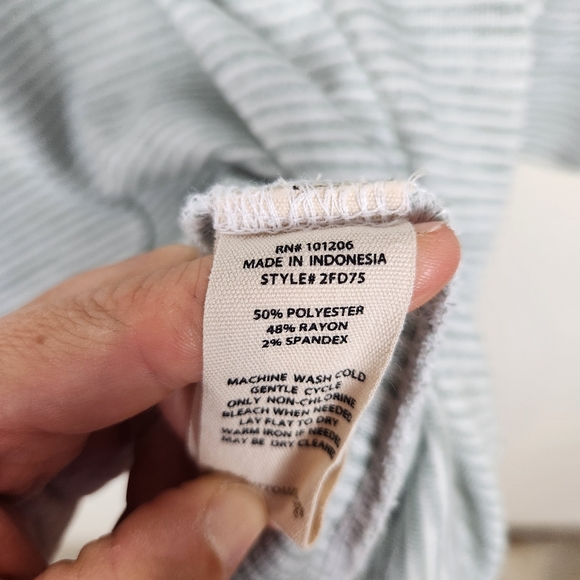 RN# 101206
MADE IN INDONESIA
STYLE# 2FD75
50% POLYESTER
48% RAYON
2% SPANDEX
MACHINE WASH COLD
GENTLE CYCLE
ONLY NON-CHLORINE
BLEACH WHEN NEEDED
LAY FLAT TO DRY
WARM IRON IF NEEDED
MAY BE DRY CLEANED